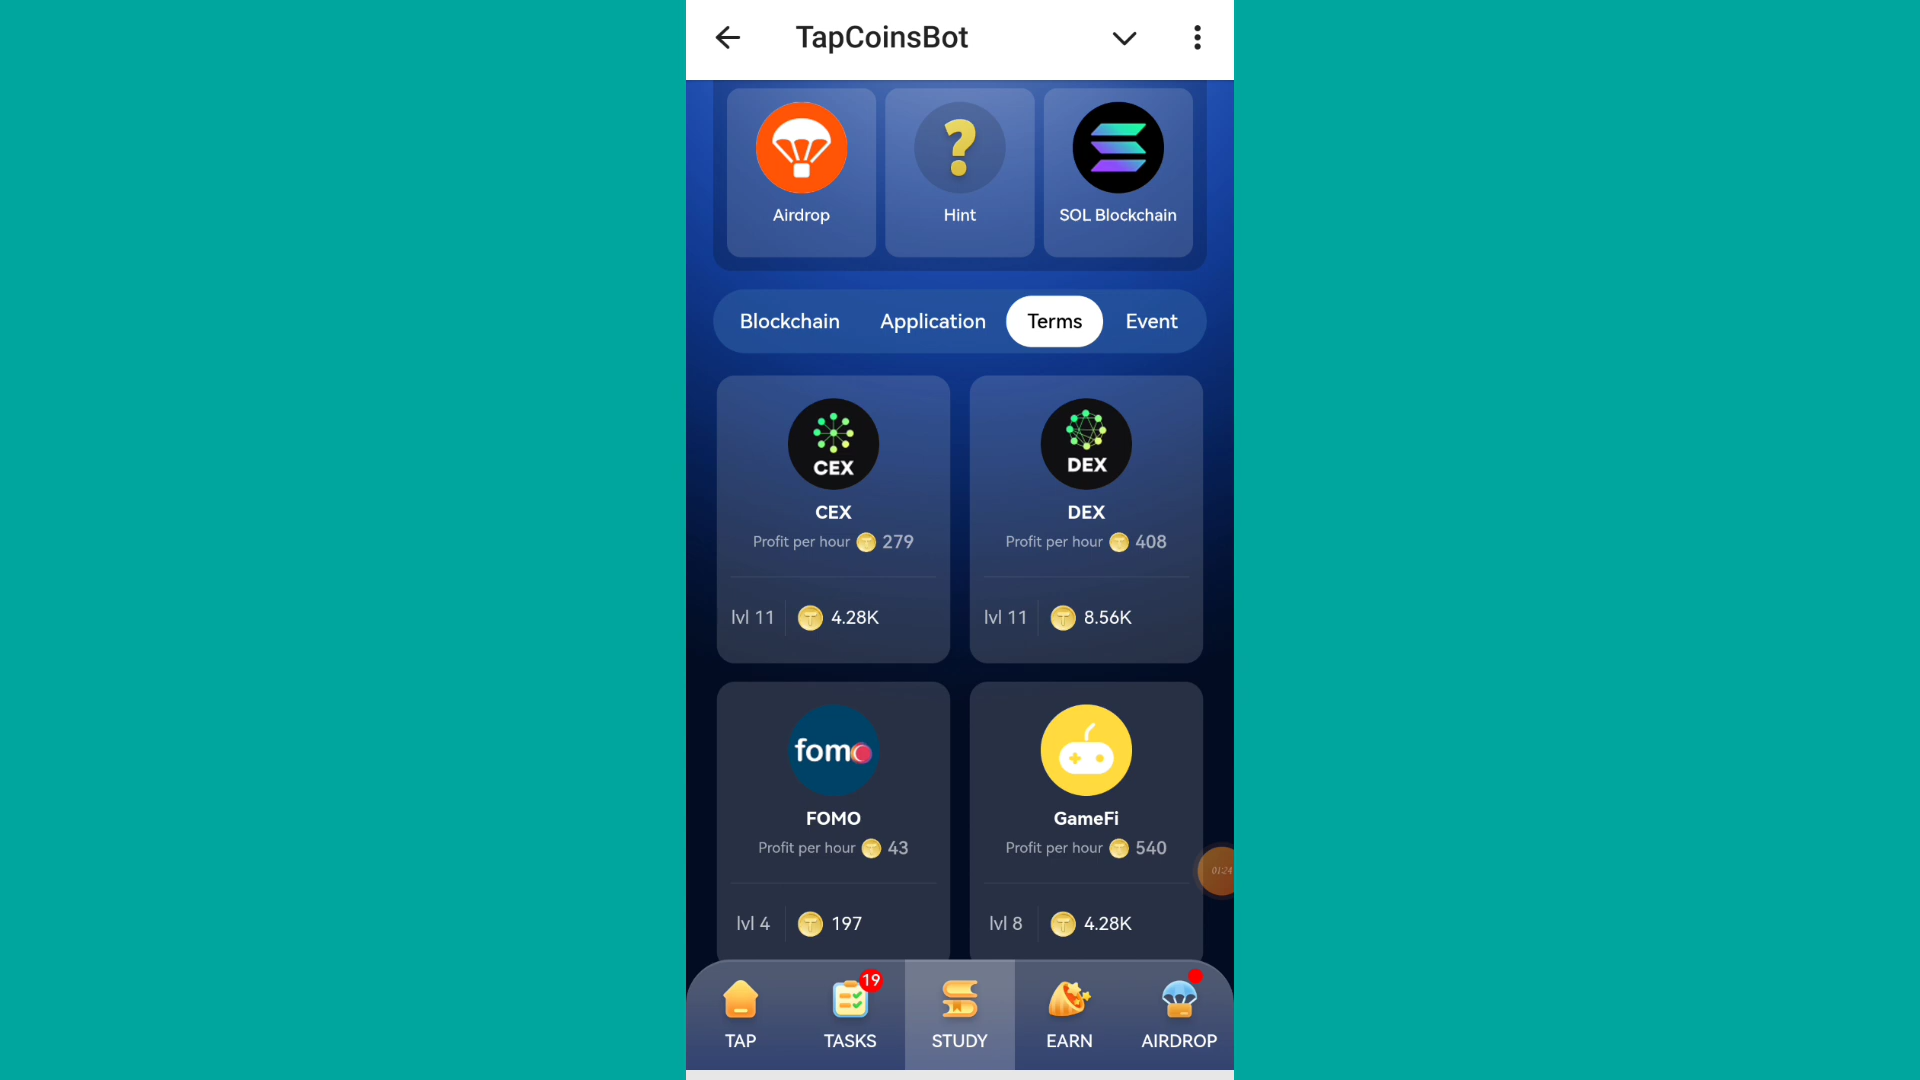 TapCoinsBot
?
Airdrop
Hint
SOL Blockchain
Blockchain
Application
Terms
Event
CEX
DEX
CEX
DEX
Profit per hour 279
Profit per hour 408
lvl 11
4.28K
lvl 11
8.56K
fomo
FOMO
GameFi
Profit per hour 43
Profit per hour 540
01:24
lvl 4
197
lvl 8
4.28K
19
TAP
TASKS
STUDY
EARN
AIRDROP